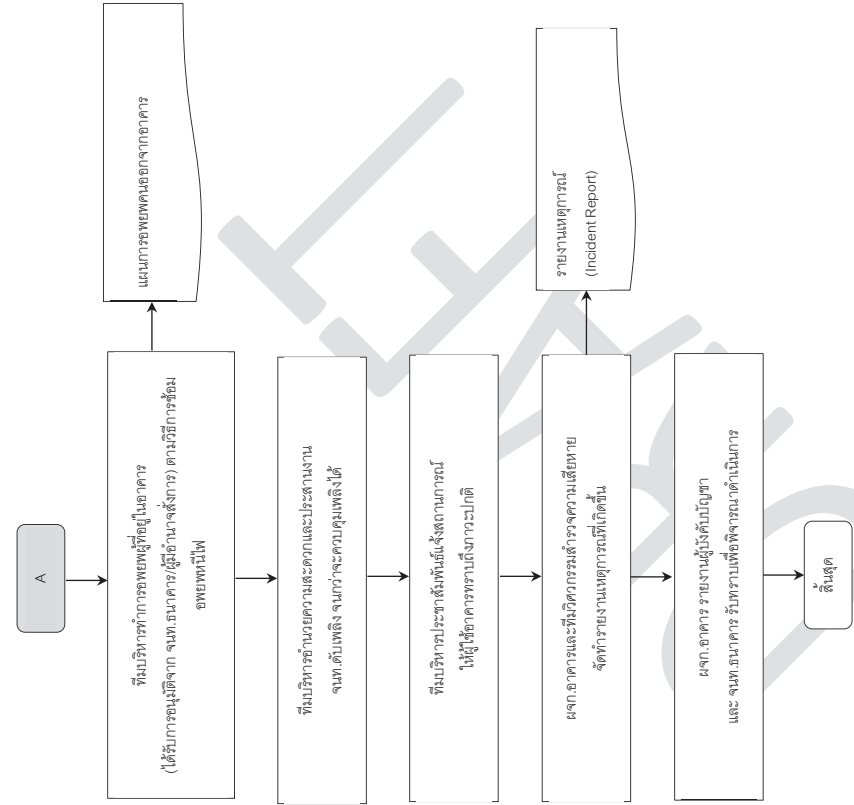 A
ทีมบริหารทำการอพยพผู้ที่อยู่ในอาคาร
(ได้รับการอนุมัติจาก จนท.ธนาคาร/ผู้มีอำนาจสั่งการ) ตามวิธีการซ้อม
อพยพหนีไฟ
แผนการอพยพคนออกจากอาคาร
ทีมบริหารอำนวยความสะดวกและประสานงาน
จนท.ดับเพลิง จนกว่าจะควบคุมเพลิงได้
ทีมบริหารประชาสัมพันธ์แจ้งสถานการณ์
ให้ผู้ใช้อาคารทราบถึงภาวะปกติ
ผจก.อาคารและทีมวิศวกรรมสำรวจความเสียหาย
จัดทำรายงานเหตุการณ์ที่เกิดขึ้น
รายงานเหตุการณ์
(Incident Report)
ผจก.อาคาร รายงานผู้บังคับบัญชา
และ จนท.ธนาคาร รับทราบเพื่อพิจารณาดำเนินการ
สิ้นสุด